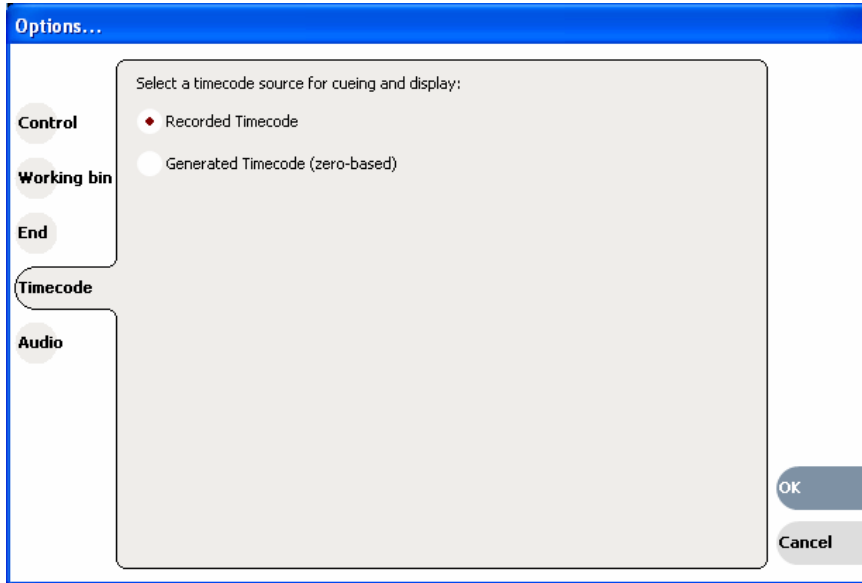 Options...
Select a timecode source for cueing and display:
Control
Recorded Timecode
Generated Timecode (zero-based)
Working bin
End
Timecode
Audio
OK
Cancel